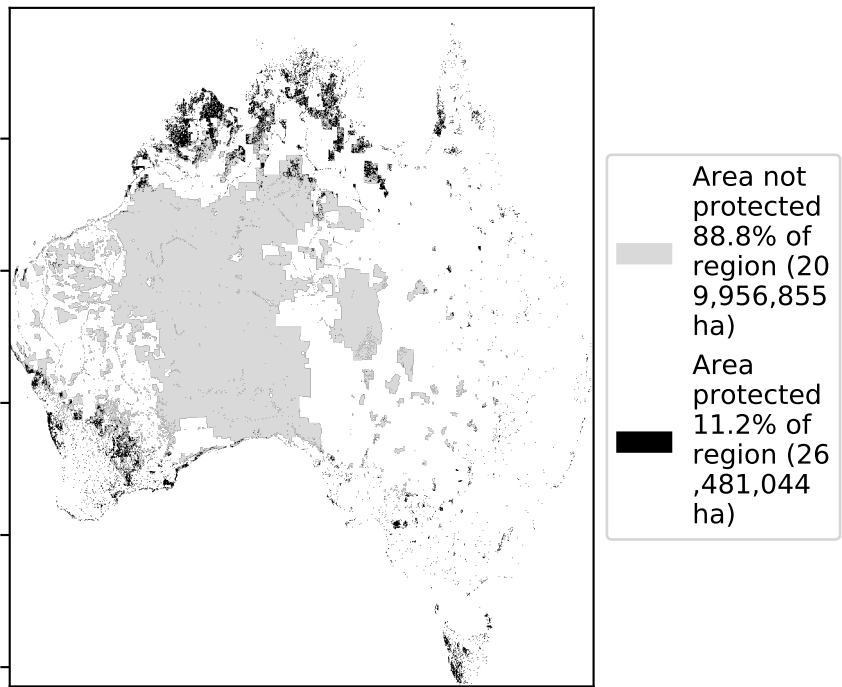 Area not
protected
88.8% of
region (20
9,956,855
ha)
Area
protected
11.2% of
region (26
,481,044
ha)